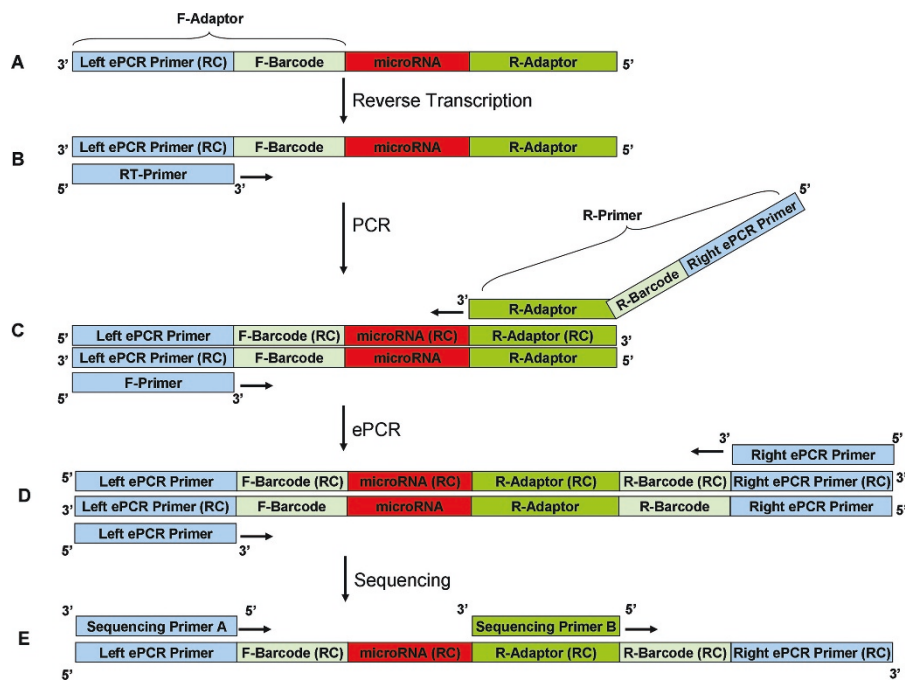 F-Adaptor
A 3' Left ePCR Primer (RC) F-Barcode microRNA R-Adaptor 5'
Reverse Transcription
B 3' Left ePCR Primer (RC) F-Barcode microRNA R-Adaptor 5'
5' RT-Primer 3'
PCR
R-Primer
5'
Right ePCR Primer
R-Barcode
3' R-Adaptor
C 5' Left ePCR Primer F-Barcode (RC) microRNA (RC) R-Adaptor (RC) 3'
3' Left ePCR Primer (RC) F-Barcode microRNA R-Adaptor 5'
5' F-Primer 3'
ePCR
3' Right ePCR Primer 5'
D 5' Left ePCR Primer F-Barcode (RC) microRNA (RC) R-Adaptor (RC) R-Barcode (RC) Right ePCR Primer (RC) 3'
3' Left ePCR Primer (RC) F-Barcode microRNA R-Adaptor R-Barcode Right ePCR Primer 5'
5' Left ePCR Primer 3'
Sequencing
3' Sequencing Primer A 5' 3' Sequencing Primer B 5'
E 5' Left ePCR Primer F-Barcode (RC) microRNA (RC) R-Adaptor (RC) R-Barcode (RC) Right ePCR Primer (RC) 3'